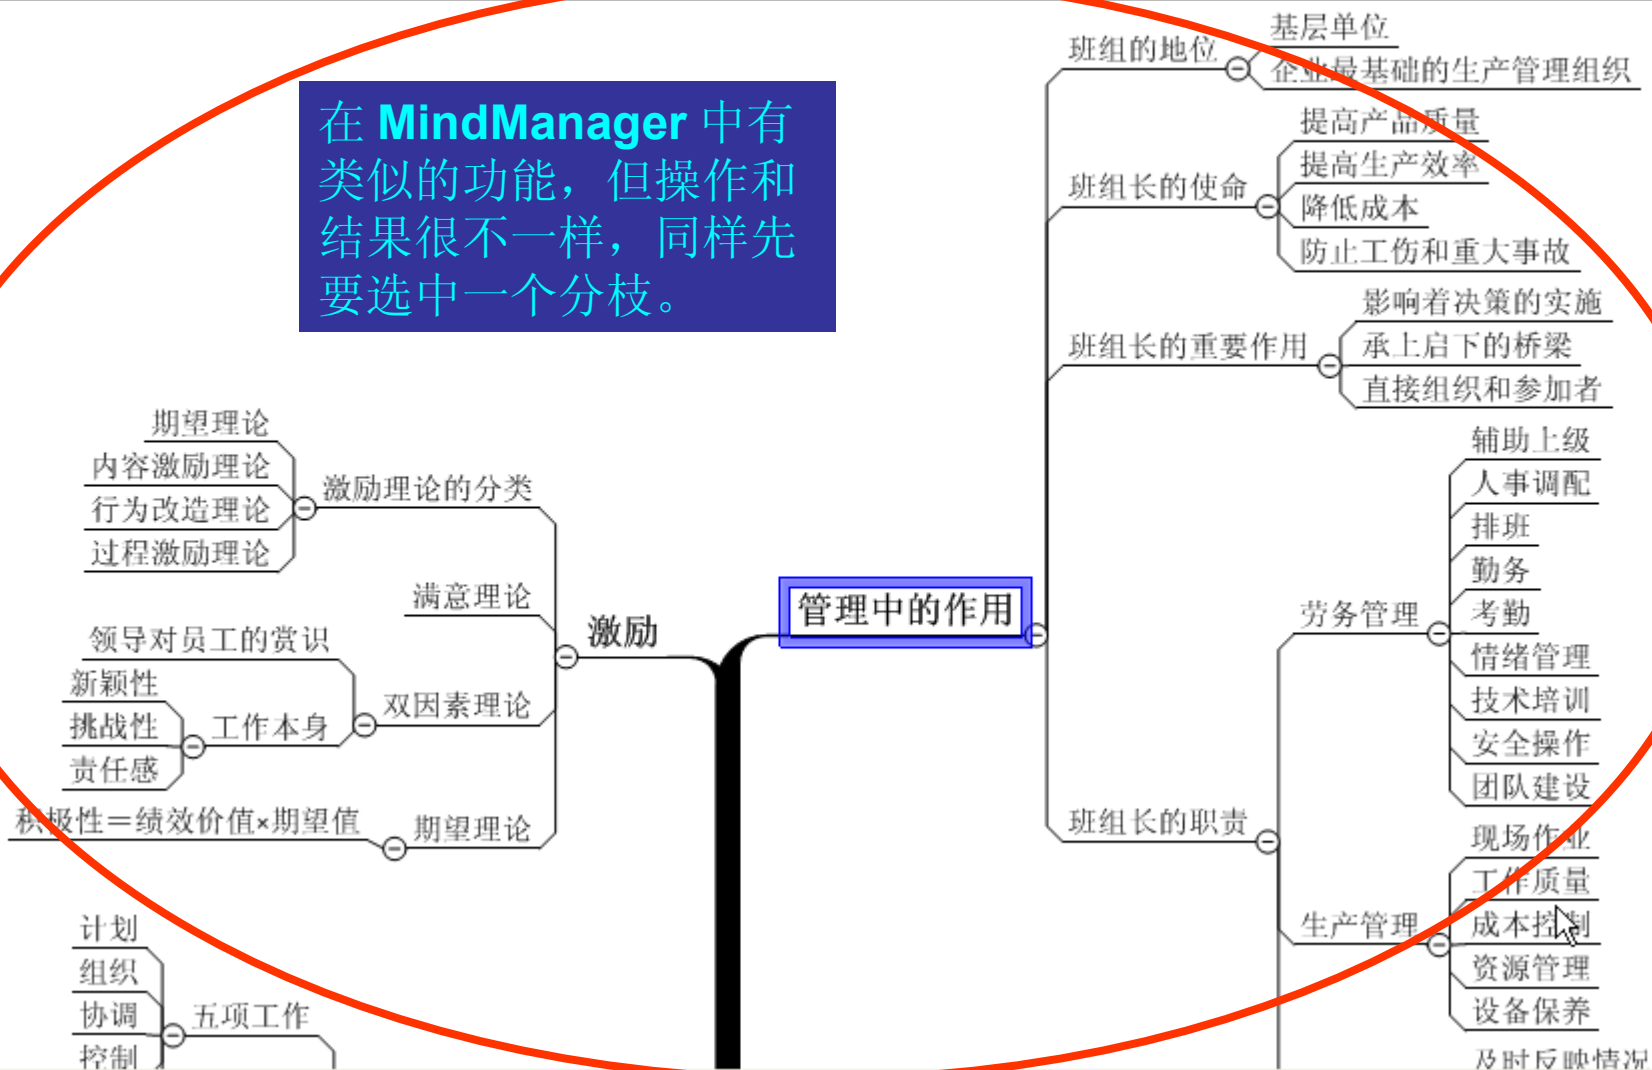 在 MindManager 中有
类似的功能，但操作和
结果很不一样，同样先
要选中一个分枝。
管理中的作用
班组的地位
基层单位
企业最基础的生产管理组织
班组长的使命
提高产品质量
提高生产效率
降低成本
防止工伤和重大事故
班组长的重要作用
影响着决策的实施
承上启下的桥梁
直接组织和参加者
班组长的职责
劳务管理
辅助上级
人事调配
排班
勤务
考勤
情绪管理
技术培训
安全操作
团队建设
生产管理
现场作业
工作质量
成本控制
资源管理
设备保养
及时反映情况
激励
激励理论的分类
期望理论
内容激励理论
行为改造理论
过程激励理论
满意理论
双因素理论
领导对员工的赏识
工作本身
新颖性
挑战性
责任感
期望理论
积极性＝绩效价值×期望值
五项工作
计划
组织
协调
控制